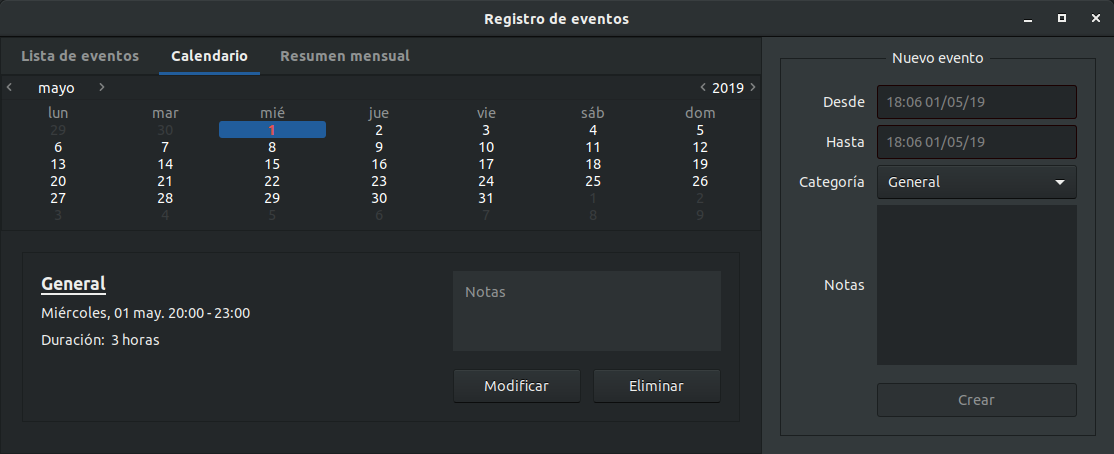 Registro de eventos
Lista de eventos Calendario Resumen mensual
mayo 2019
lun mar mié jue vie sáb dom
29 30 1 2 3 4 5
6 7 8 9 10 11 12
13 14 15 16 17 18 19
20 21 22 23 24 25 26
27 28 29 30 31 1 2
3 4 5 6 7 8 9
General
Miércoles, 01 may. 20:00 - 23:00
Duración: 3 horas
Notas
Modificar Eliminar
Nuevo evento
Desde 18:06 01/05/19
Hasta 18:06 01/05/19
Categoría General
Notas
Crear